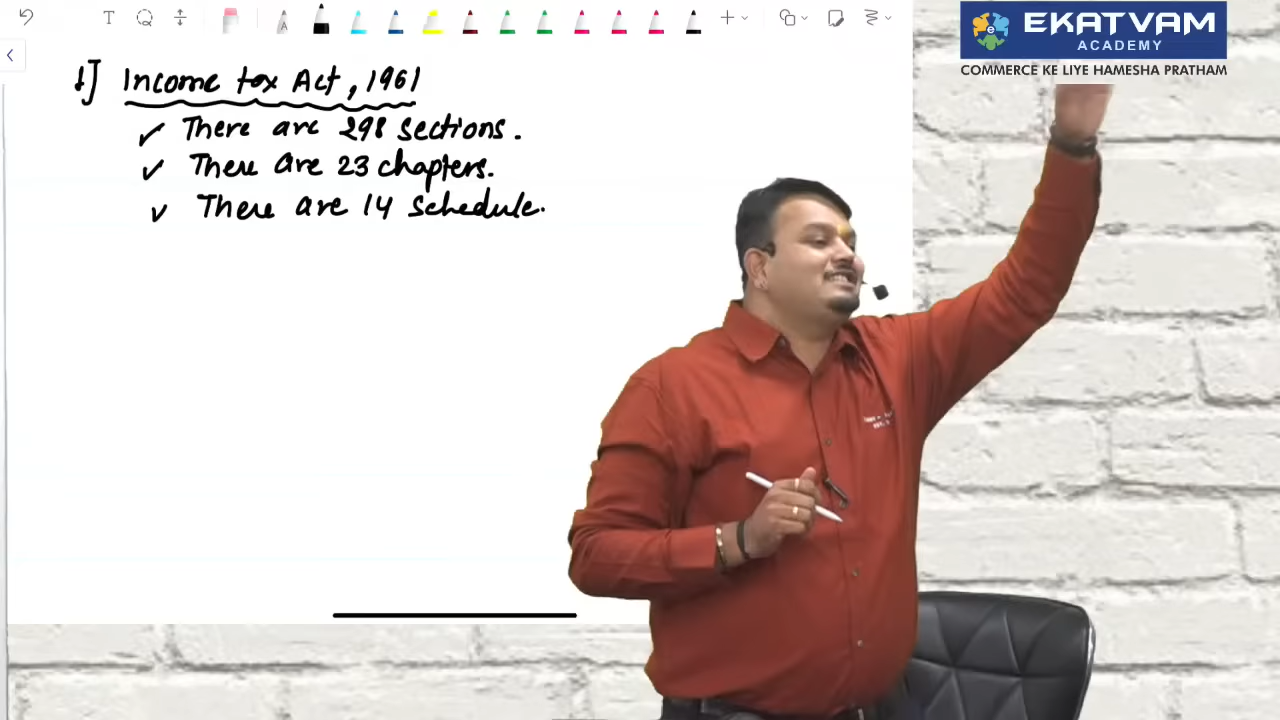 EKATVAM
ACADEMY
COMMERCE KE LIYE HAMESHA PRATHAM
1] Income tax Act, 1961
✓ There are 298 sections.
✓ There are 23 chapters.
✓ There are 14 schedule.